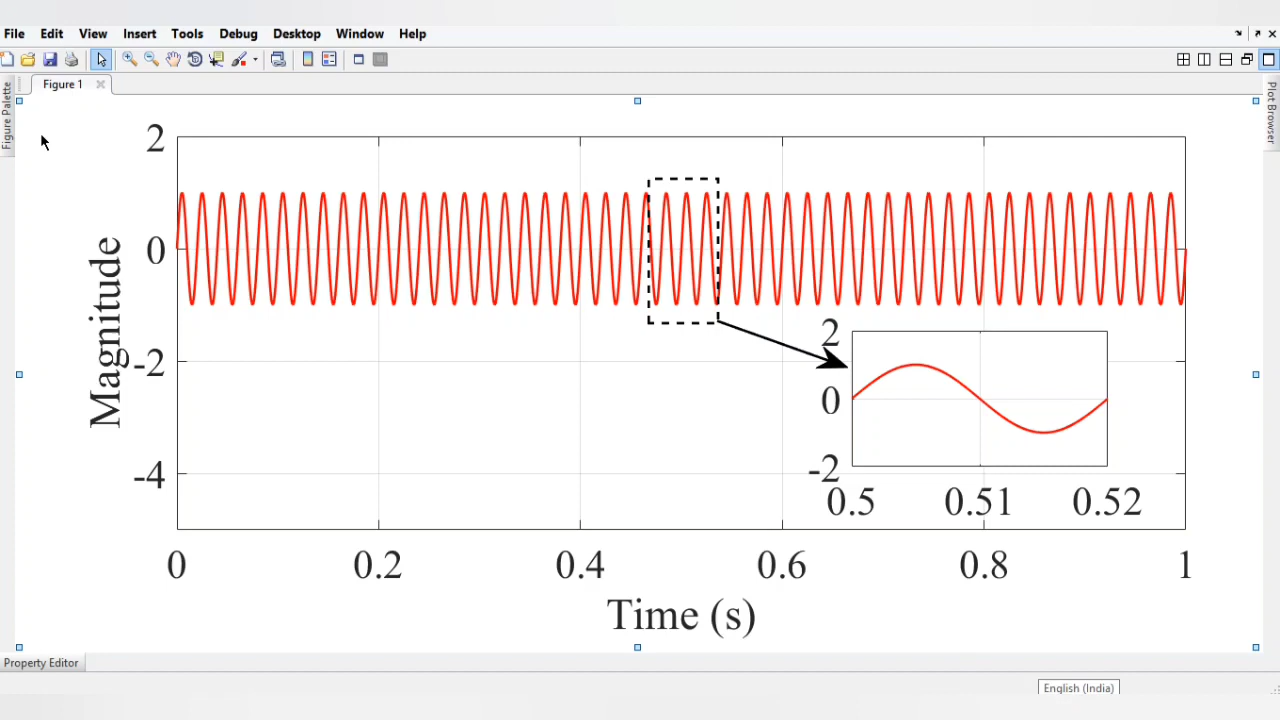 File Edit View Insert Tools Debug Desktop Window Help
Figure 1
Figure Palette
Plot Browser
2
0
-2
-4
Magnitude
2
0
-2
0.5 0.51 0.52
0 0.2 0.4 0.6 0.8 1
Time (s)
Property Editor
English (India)